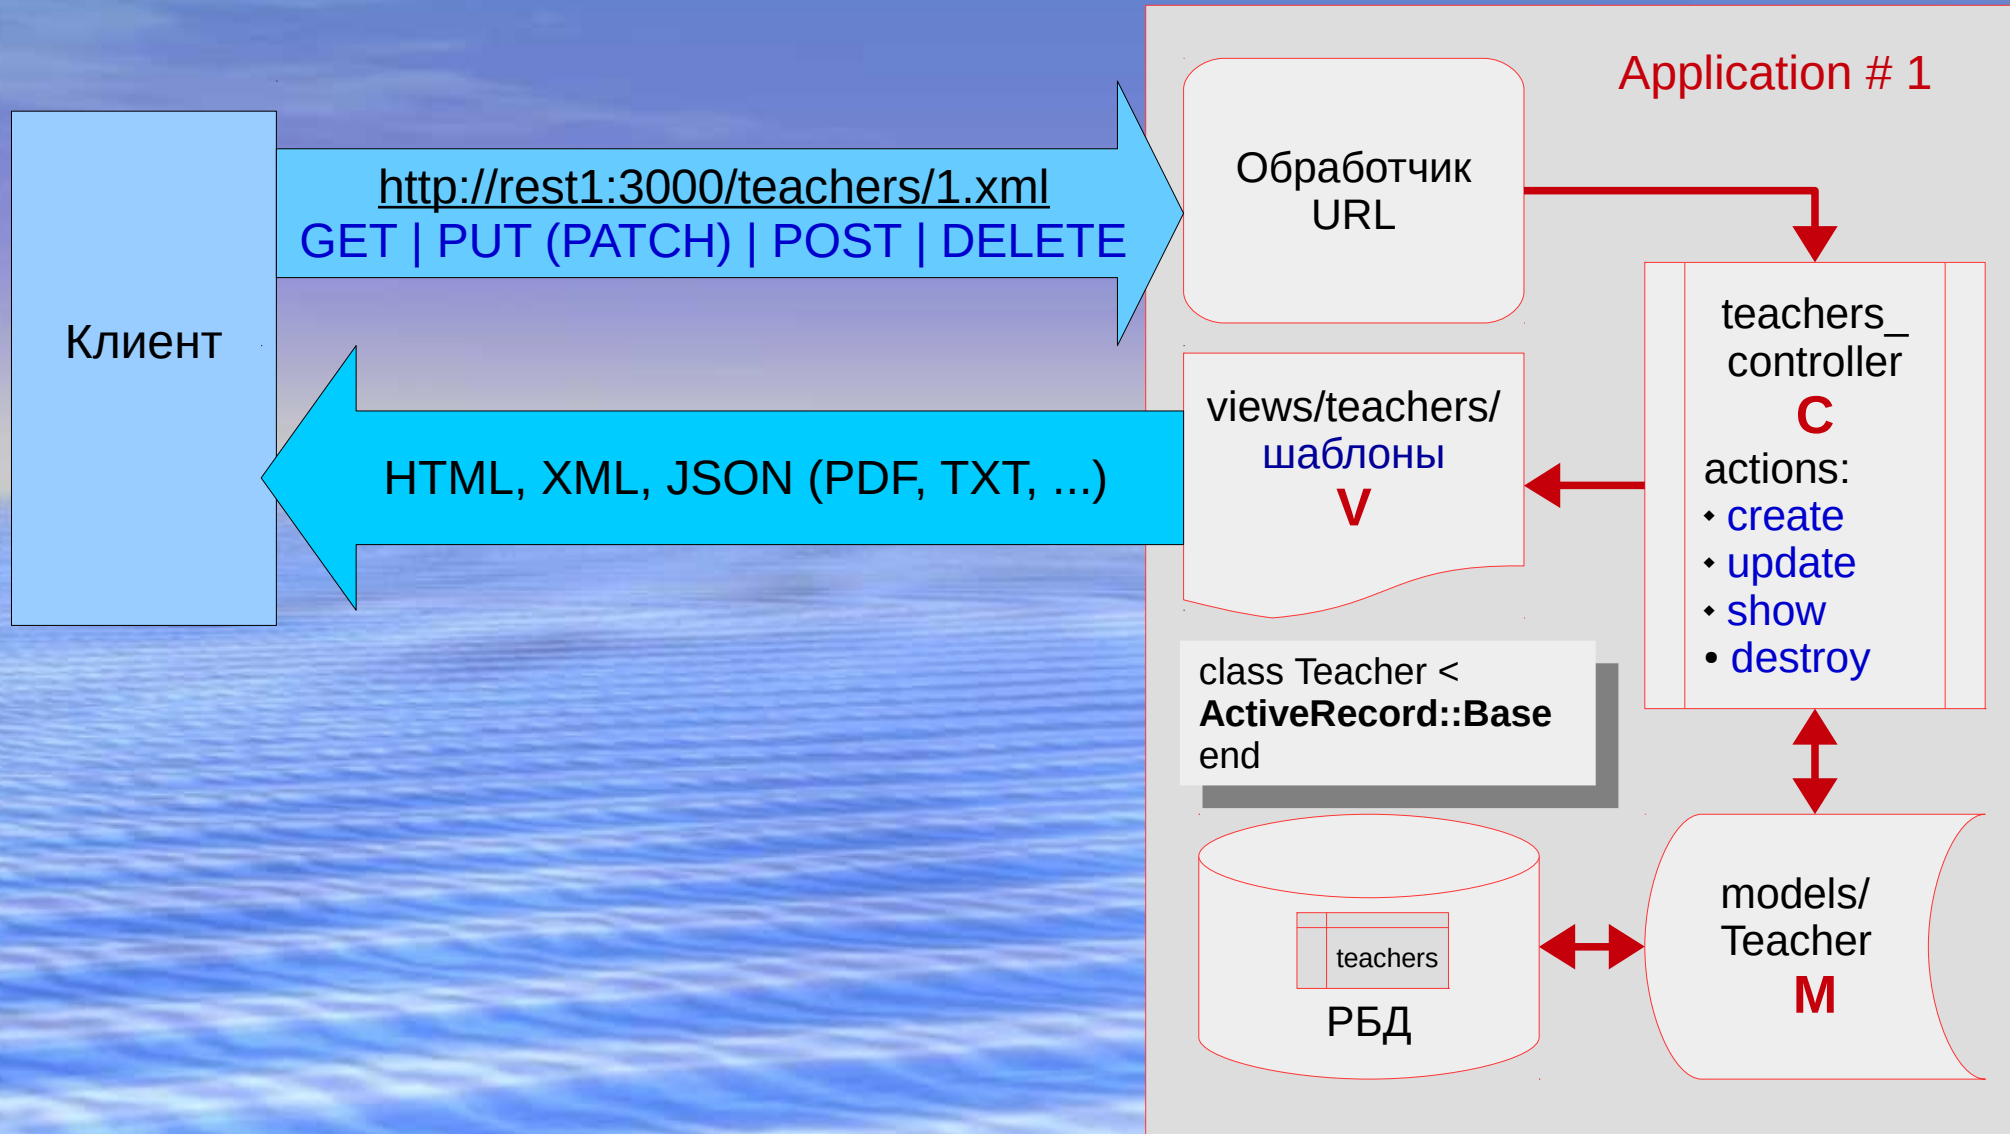 Application # 1
Клиент
http://rest1:3000/teachers/1.xml
GET | PUT (PATCH) | POST | DELETE
Обработчик
URL
teachers_
controller
C
actions:
• create
• update
• show
• destroy
views/teachers/
шаблоны
V
HTML, XML, JSON (PDF, TXT, ...)
class Teacher <
ActiveRecord::Base
end
models/
Teacher
M
teachers
РБД